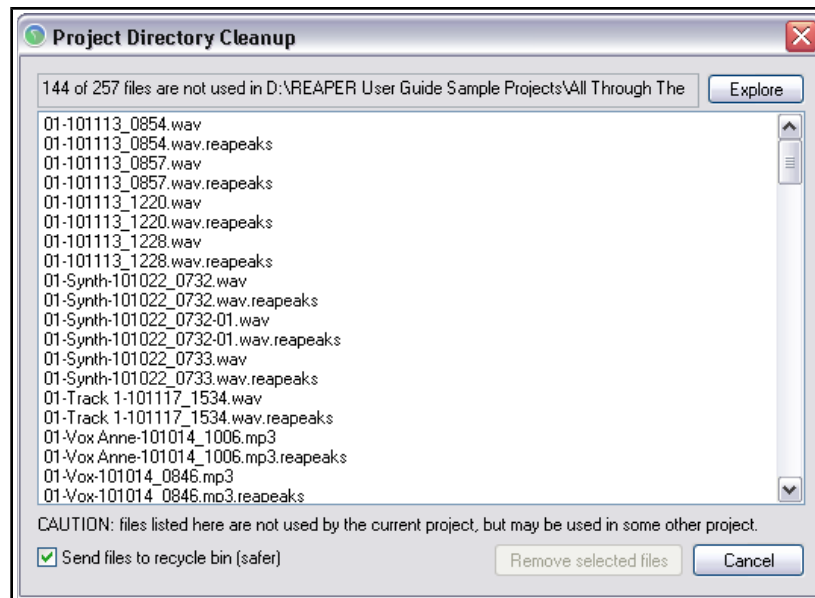 Project Directory Cleanup
144 of 257 files are not used in D:\REAPER User Guide Sample Projects\All Through The
Explore
01-101113_0854.wav
01-101113_0854.wav.reapeaks
01-101113_0857.wav
01-101113_0857.wav.reapeaks
01-101113_1220.wav
01-101113_1220.wav.reapeaks
01-101113_1228.wav
01-101113_1228.wav.reapeaks
01-Synth-101022_0732.wav
01-Synth-101022_0732.wav.reapeaks
01-Synth-101022_0732-01.wav
01-Synth-101022_0732-01.wav.reapeaks
01-Synth-101022_0733.wav
01-Synth-101022_0733.wav.reapeaks
01-Track 1-101117_1534.wav
01-Track 1-101117_1534.wav.reapeaks
01-Vox Anne-101014_1006.mp3
01-Vox Anne-101014_1006.mp3.reapeaks
01-Vox-101014_0846.mp3
01-Vox-101014_0846.mp3.reapeaks
CAUTION: files listed here are not used by the current project, but may be used in some other project.
Send files to recycle bin (safer)
Remove selected files
Cancel